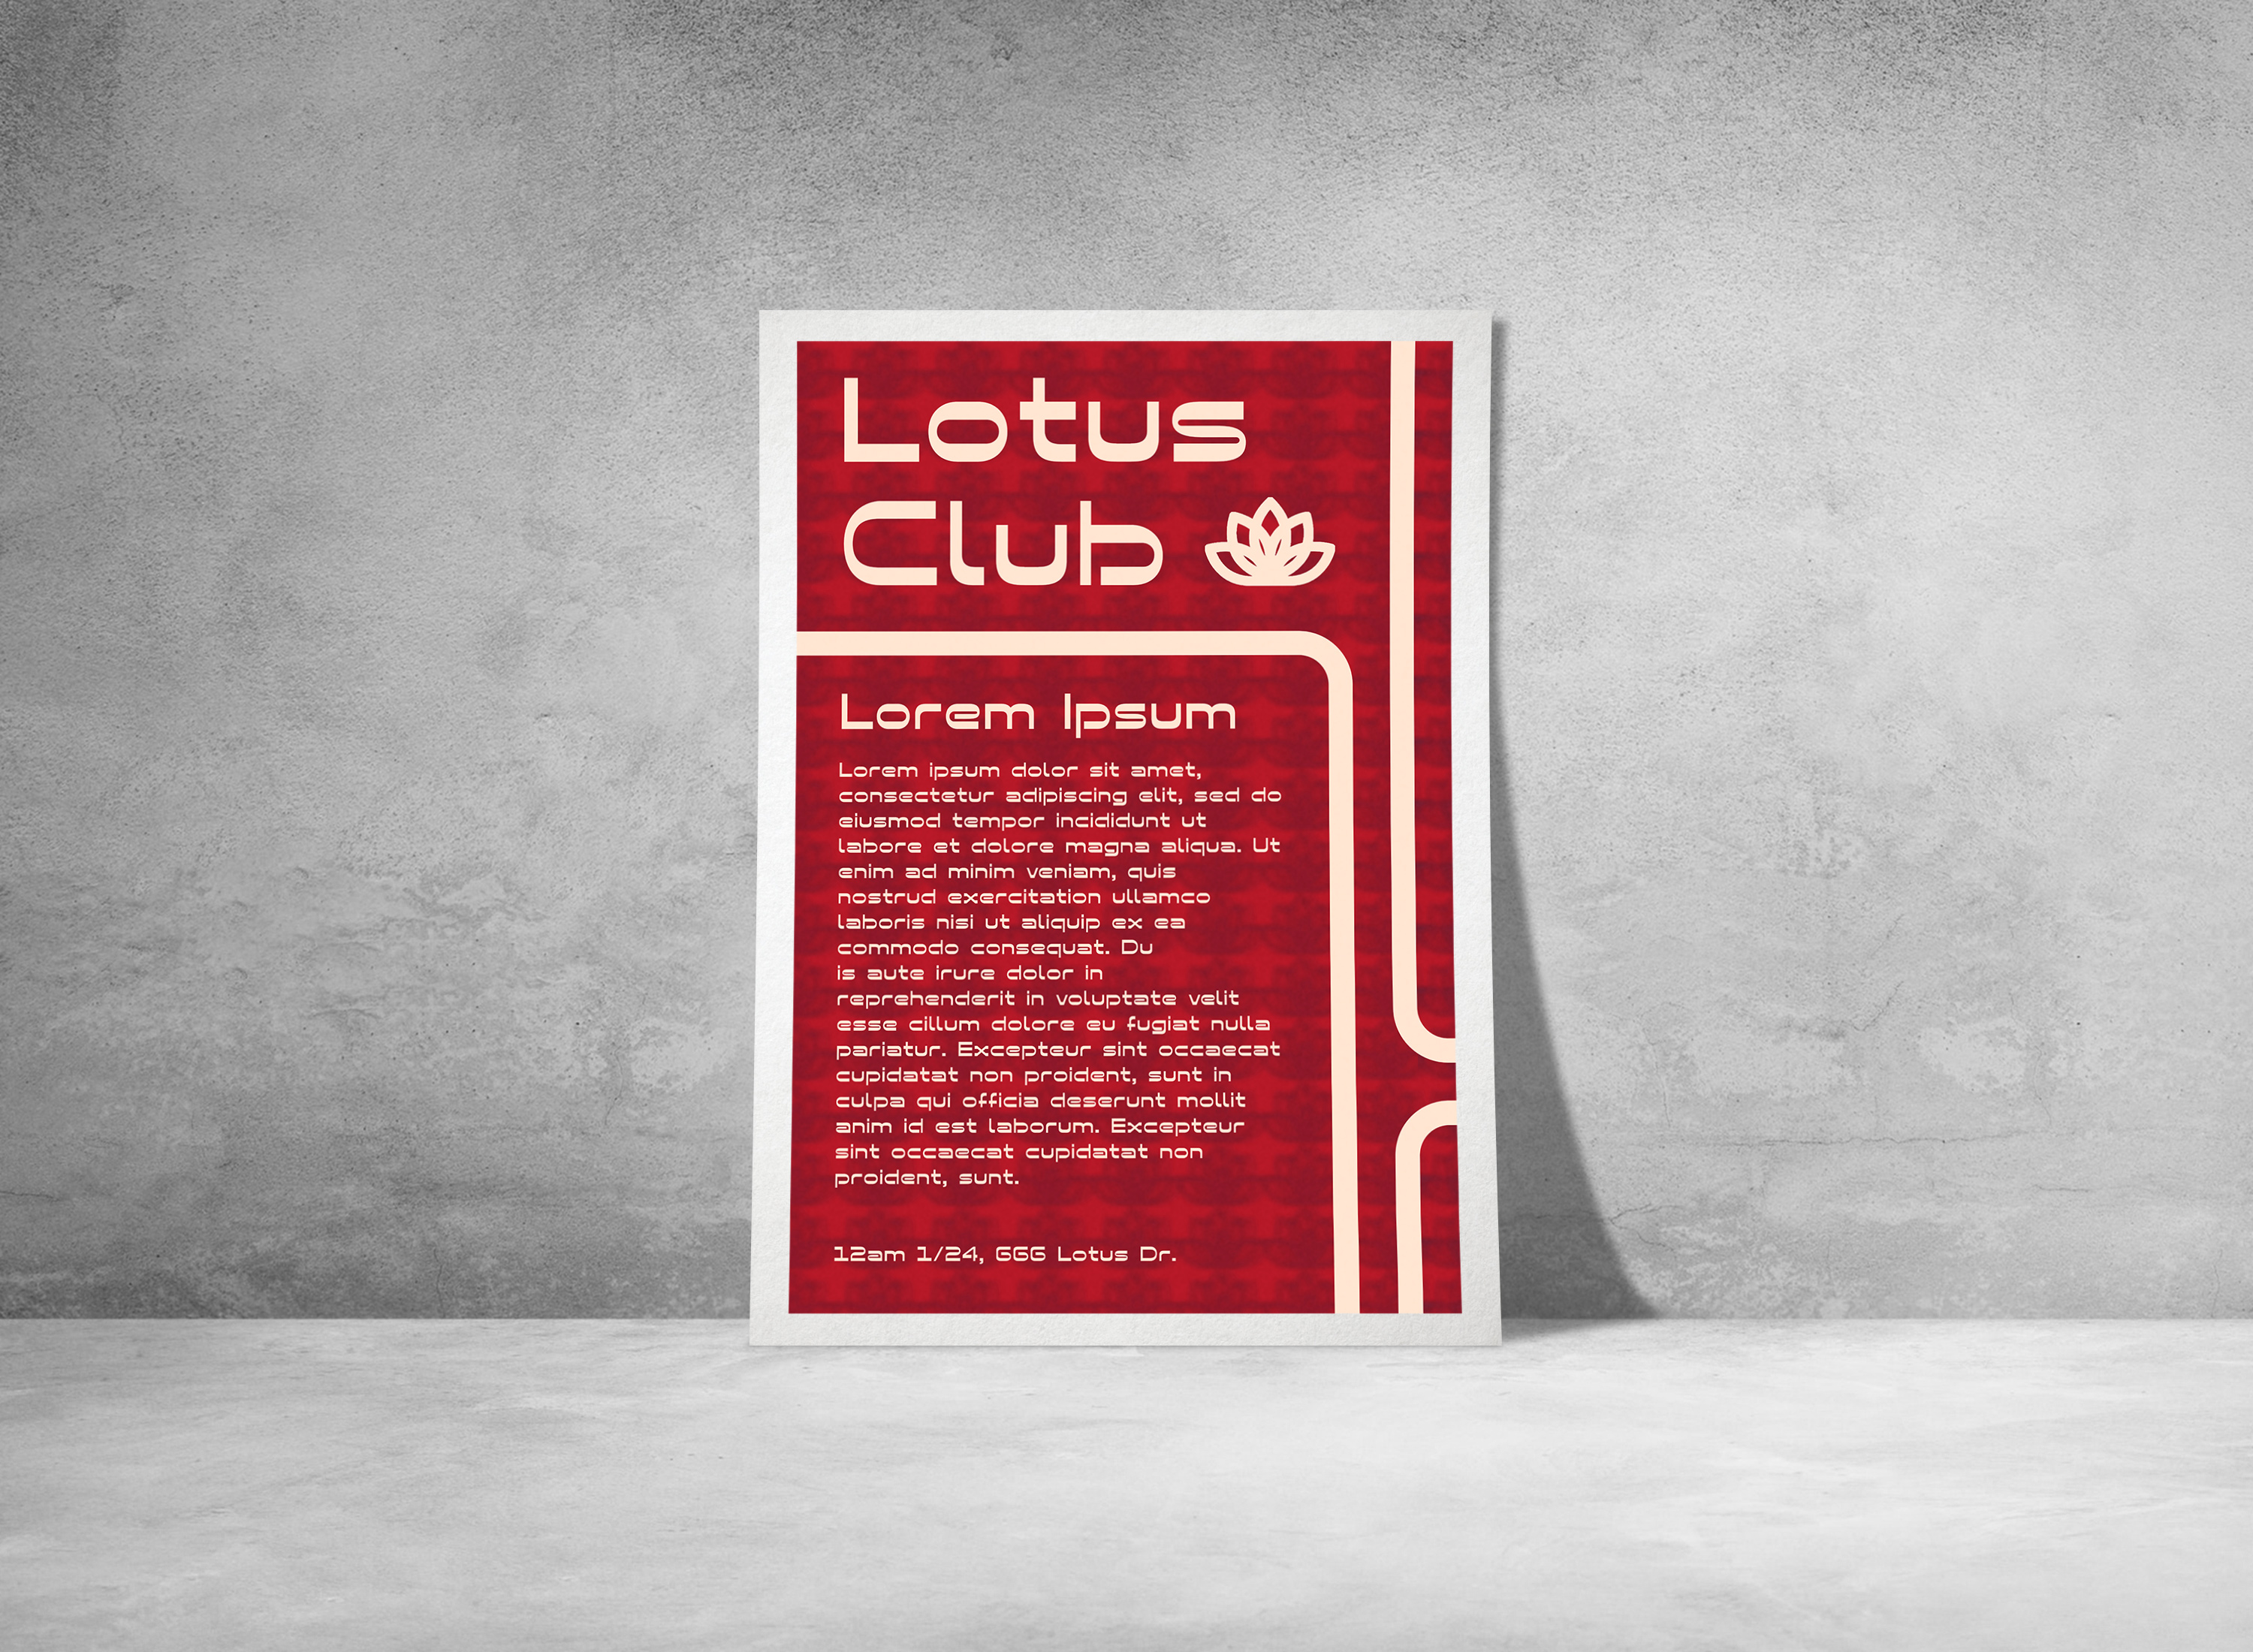 Lotus
Club
Lorem Ipsum
Lorem ipsum dolor sit amet,
consectetur adipiscing elit, sed do
eiusmod tempor incididunt ut
labore et dolore magna aliqua. Ut
enim ad minim veniam, quis
nostrud exercitation ullamco
laboris nisi ut aliquip ex ea
commodo consequat. Du
is aute irure dolor in
reprehenderit in voluptate velit
esse cillum dolore eu fugiat nulla
pariatur. Excepteur sint occaecat
cupidatat non proident, sunt in
culpa qui officia deserunt mollit
anim id est laborum. Excepteur
sint occaecat cupidatat non
proident, sunt.
12am 1/24, 666 Lotus Dr.